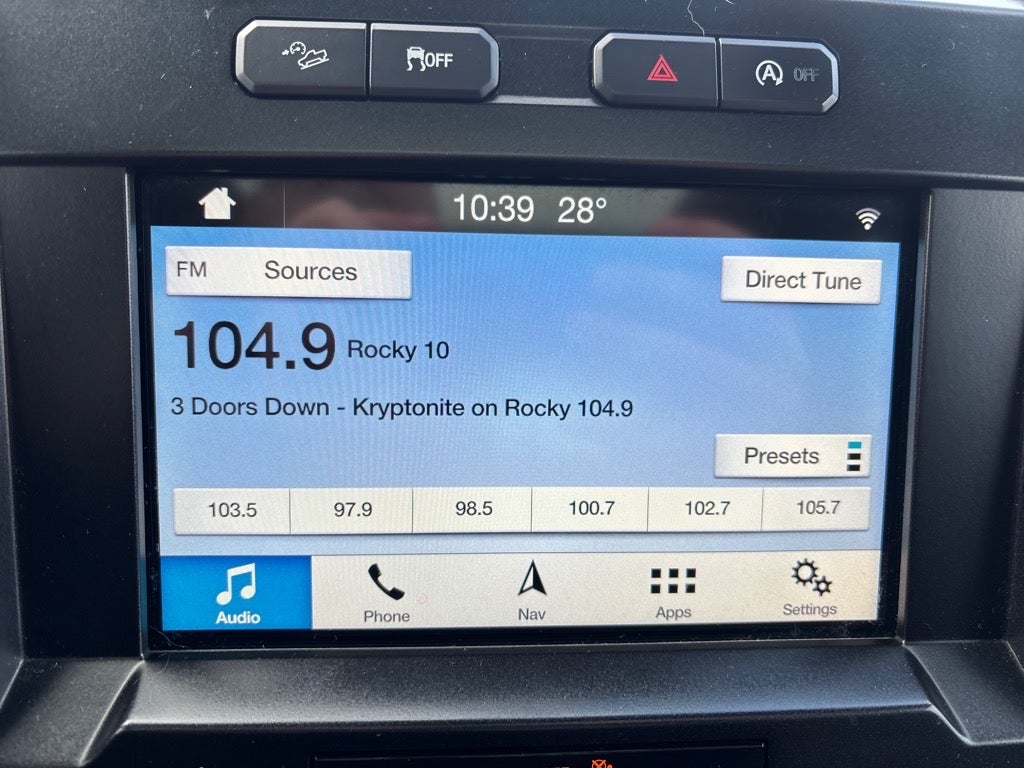 OFF
A OFF
10:39 28°
FM Sources
Direct Tune
104.9 Rocky 10
3 Doors Down - Kryptonite on Rocky 104.9
Presets
103.5 97.9 98.5 100.7 102.7 105.7
Audio Phone Nav Apps Settings